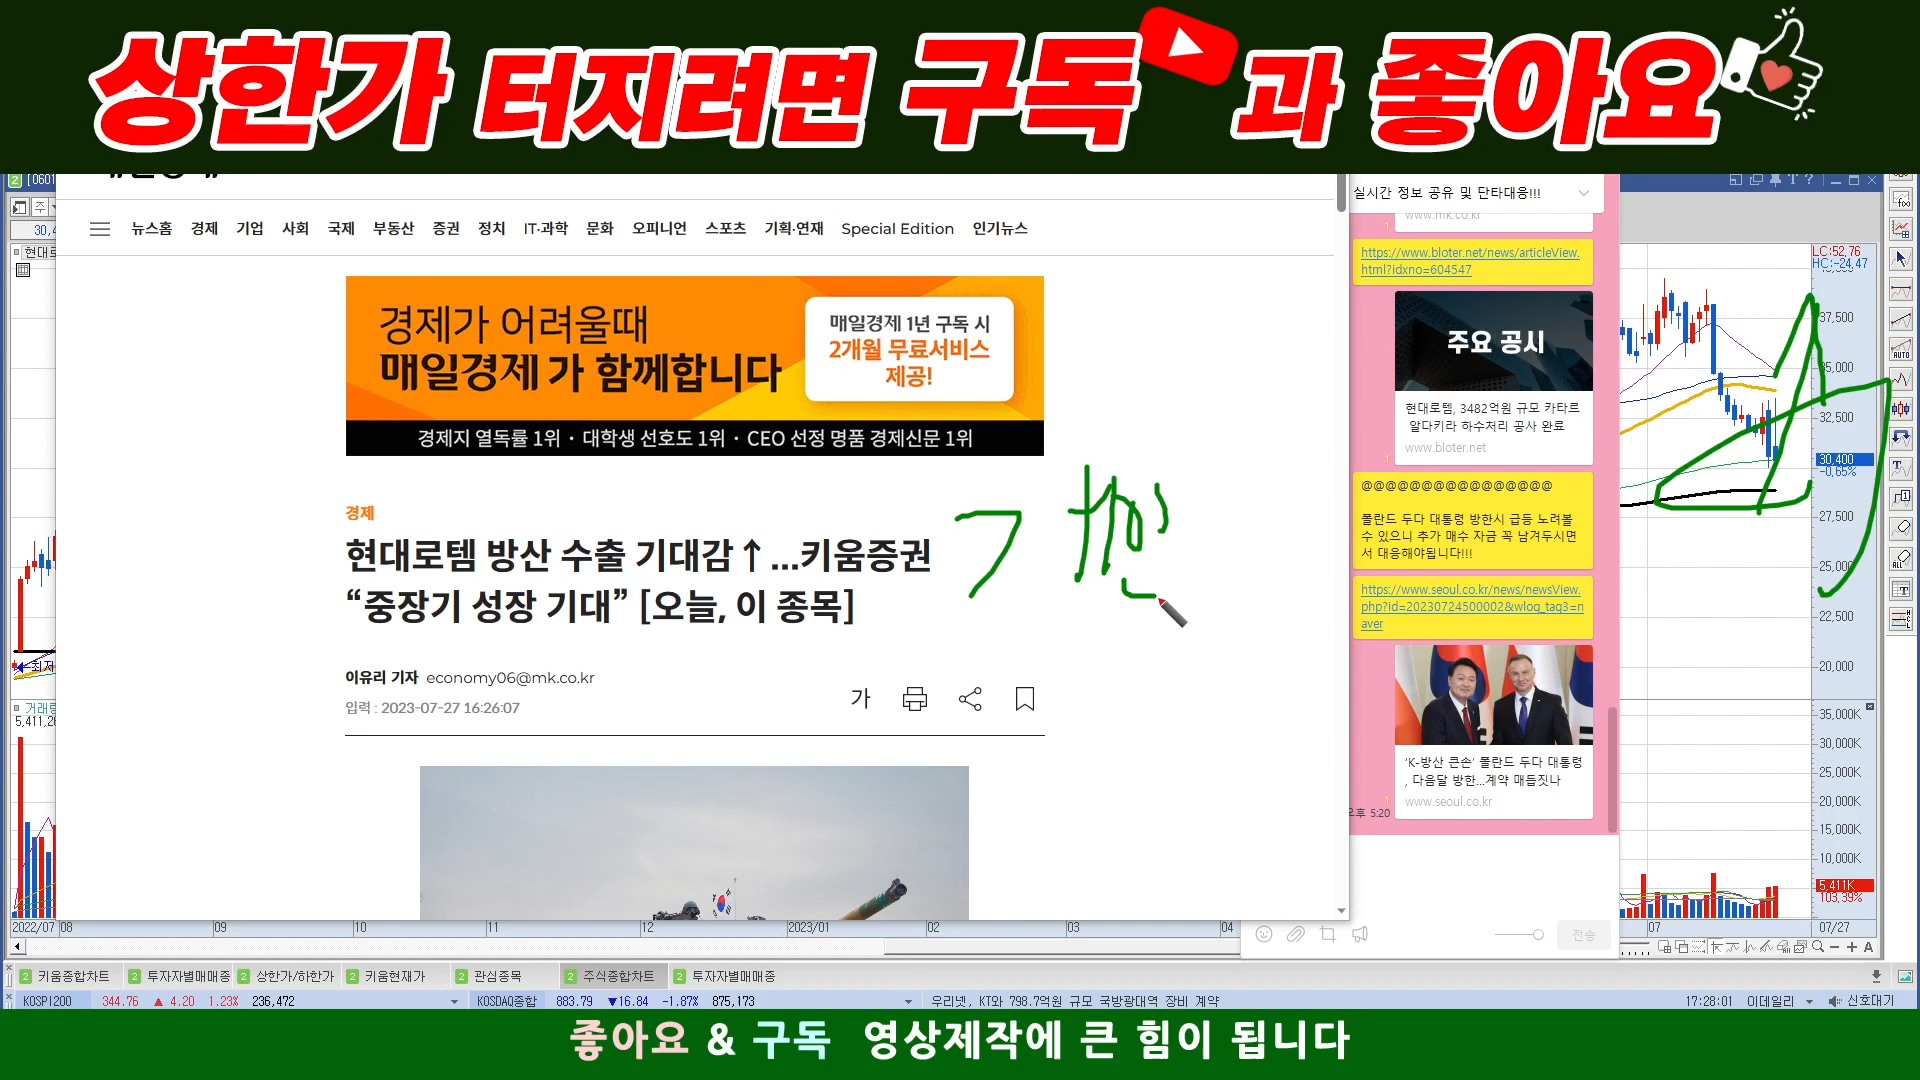 상한가 터지려면 구독 과 좋아요
2 [0601
뉴스홈 경제 기업 사회 국제 부동산 증권 정치 IT·과학 문화 오피니언 스포츠 기획·연재 Special Edition 인기뉴스
경제가 어려울때
매일경제가 함께합니다
매일경제 1년 구독 시
2개월 무료서비스
제공!
경제지 열독률 1위 · 대학생 선호도 1위 · CEO 선정 명품 경제신문 1위
경제
현대로템 방산 수출 기대감↑…키움증권
“중장기 성장 기대” [오늘, 이 종목]
이유리 기자 economy06@mk.co.kr
입력 : 2023-07-27 16:26:07
가
실시간 정보 공유 및 단타대응!!!
www.mk.co.kr
https://www.bloter.net/news/articleView.
html?idxno=604547
주요 공시
현대로템, 3482억원 규모 카타르
알다키라 하수처리 공사 완료
www.bloter.net
@@@@@@@@@@@@@@@@
폴란드 두다 대통령 방한시 급등 노려볼
수 있으니 추가 매수 자금 꼭 남겨두시면
서 대응해야됩니다!!!
https://www.seoul.co.kr/news/newsView.
php?id=20230724500002&wlog_tag3=n
aver
'K-방산 큰손' 폴란드 두다 대통령
, 다음달 방한...계약 매듭짓나
www.seoul.co.kr
오후 5:20
전송
LC:52,76
HC:-24,47
37,500
35,000
32,500
30,400
-0,65%
27,500
25,000
22,500
20,000
35,000K
30,000K
25,000K
20,000K
15,000K
10,000K
5,411K
103,39%
2022/07 08 09 10 11 12 2023/01 02 03 04 07 07/27
키움종합차트 투자자별매매종 상한가/하한가 키움현재가 관심종목 주식종합차트 투자자별매매종
KOSPI200 344.76 ▲ 4.20 1.23% 236,472 KOSDAQ종합 883.79 ▼16.84 -1.87% 875,173 우리넷, KT와 798.7억원 규모 국방광대역 장비 계약 17:28:01 이데일리 신호대기
좋아요 & 구독 영상제작에 큰 힘이 됩니다